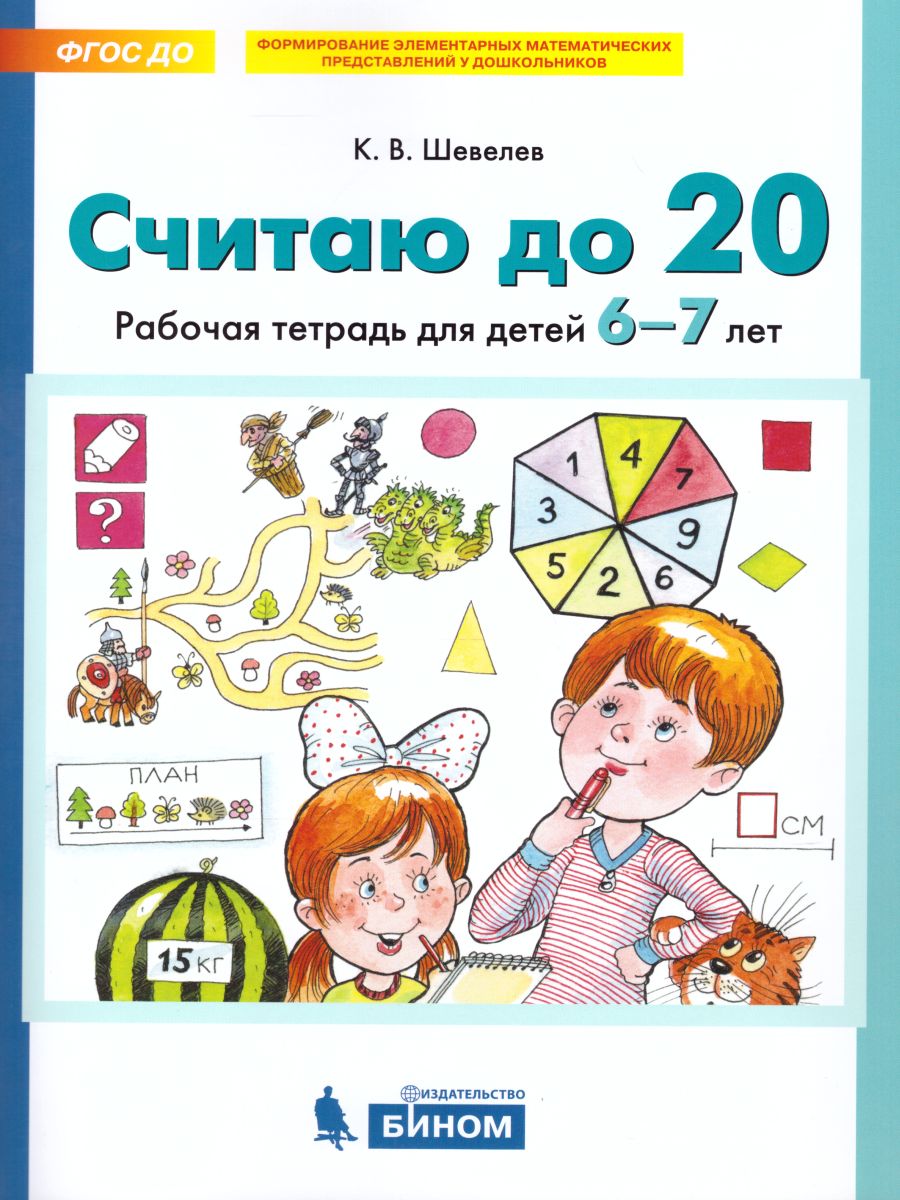 ФГОС ДО
ФОРМИРОВАНИЕ ЭЛЕМЕНТАРНЫХ МАТЕМАТИЧЕСКИХ
ПРЕДСТАВЛЕНИЙ У ДОШКОЛЬНИКОВ
К. В. Шевелев
Считаю до 20
Рабочая тетрадь для детей 6–7 лет
?
1
4
7
3
9
5
2
6
ПЛАН
СМ
15 КГ
ИЗДАТЕЛЬСТВО
БИНОМ